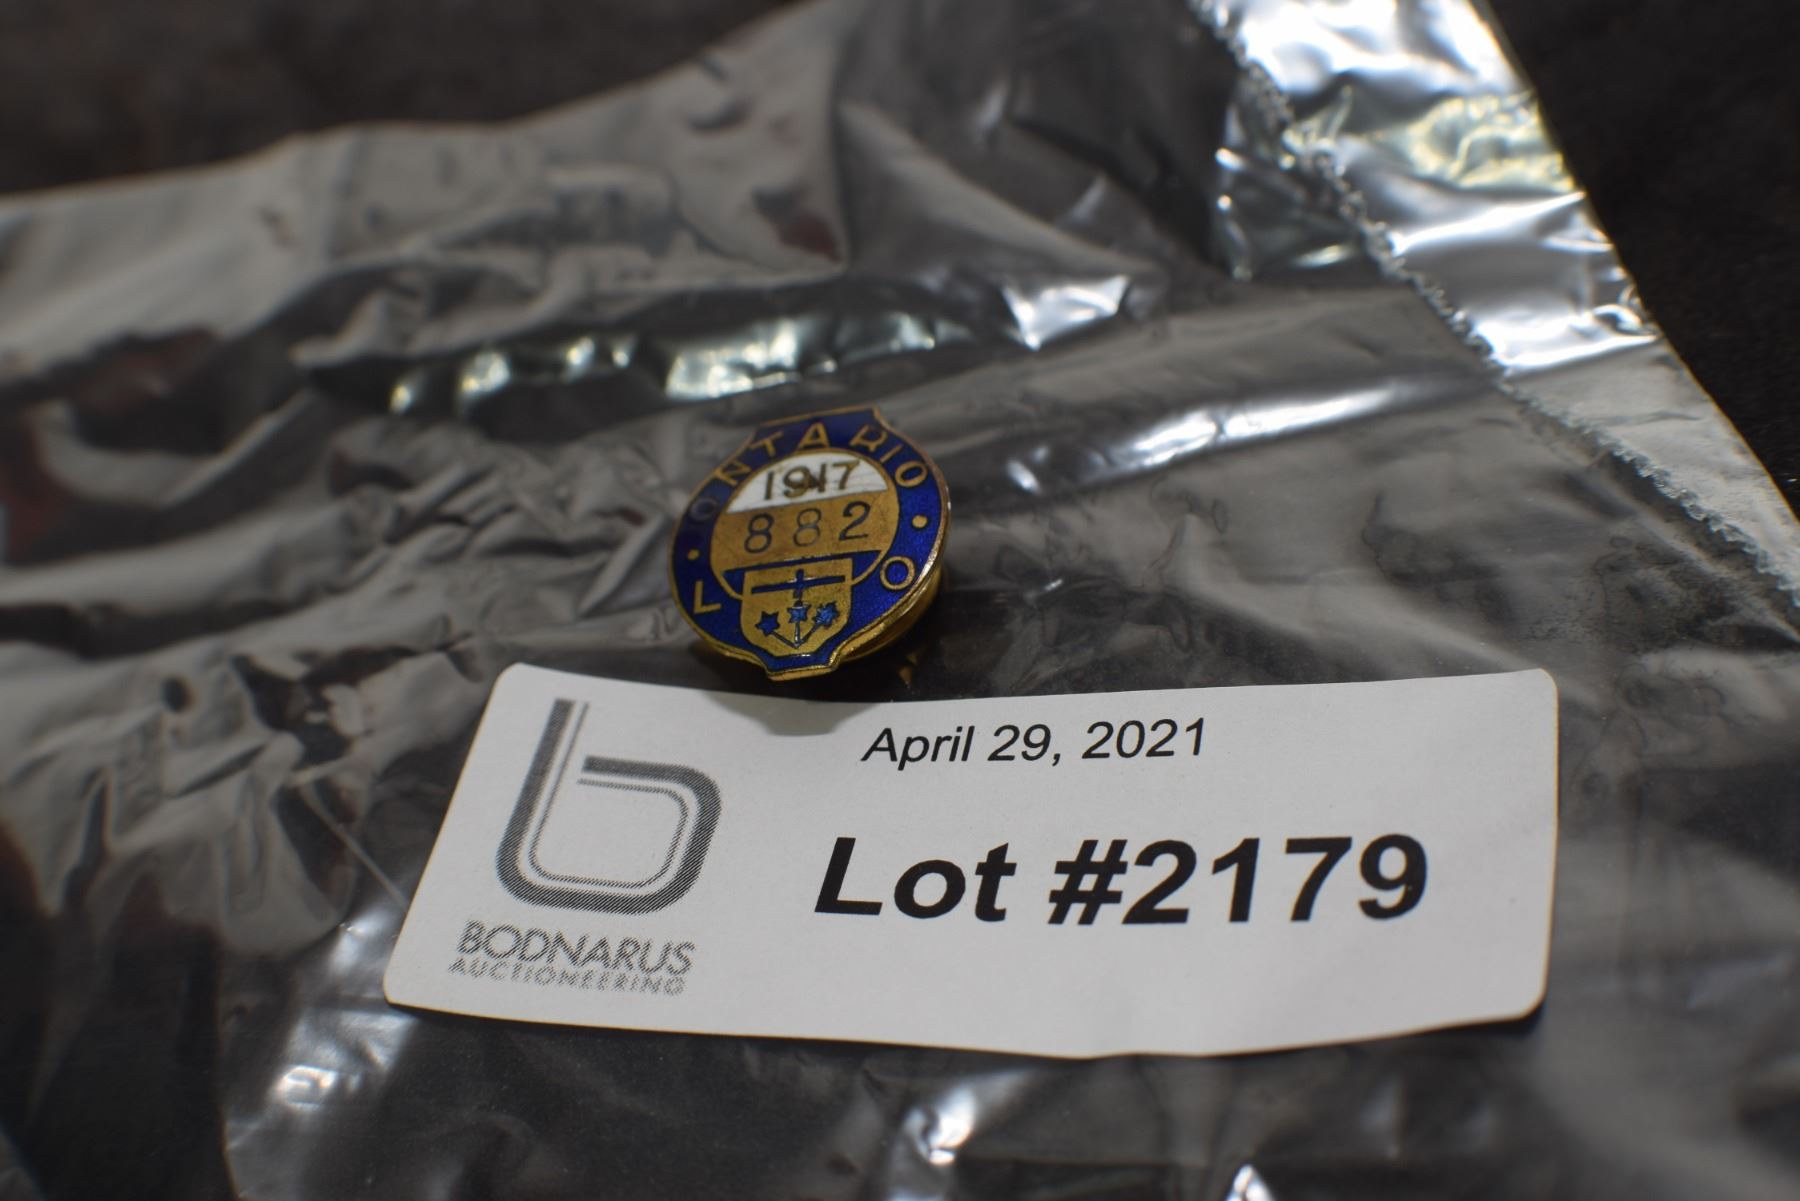 ONTARIO
1917
882
L O
April 29, 2021
Lot #2179
BODNARUS
AUCTIONEERING